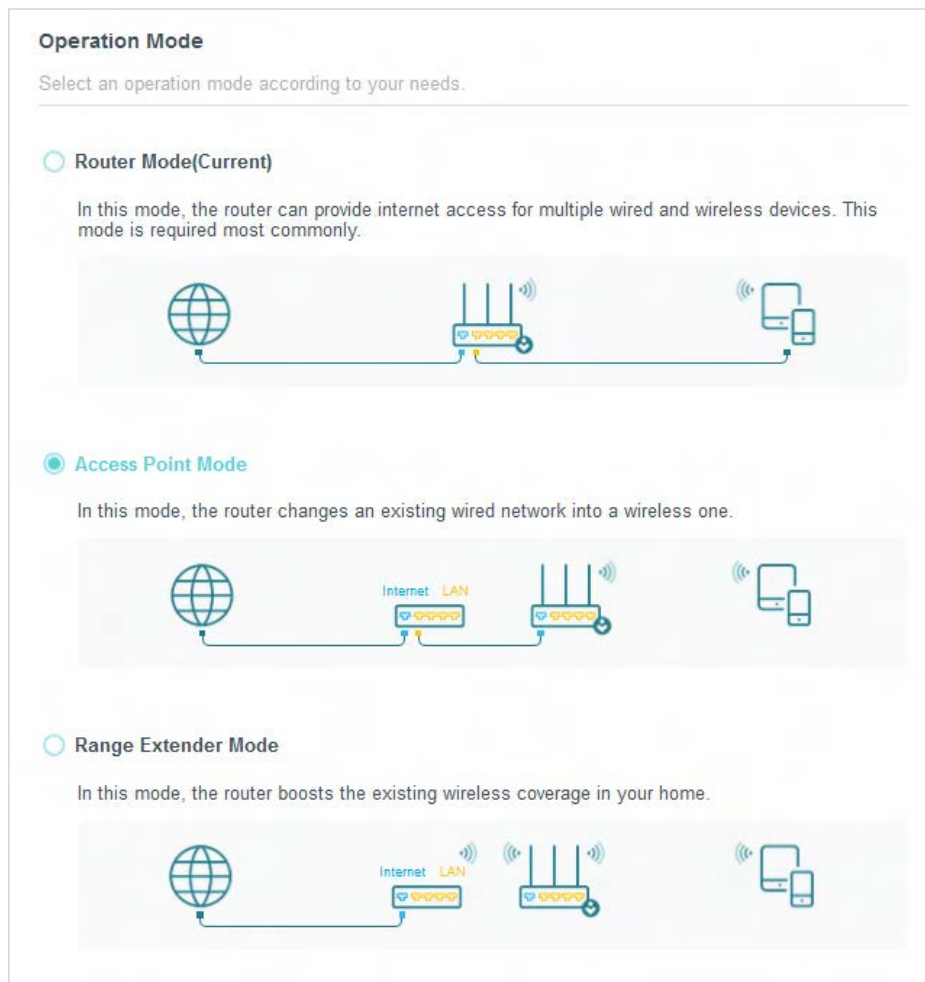 Operation Mode
Select an operation mode according to your needs.
Router Mode(Current)
In this mode, the router can provide internet access for multiple wired and wireless devices. This
mode is required most commonly.
Access Point Mode
In this mode, the router changes an existing wired network into a wireless one.
Internet LAN
Range Extender Mode
In this mode, the router boosts the existing wireless coverage in your home.
Internet LAN